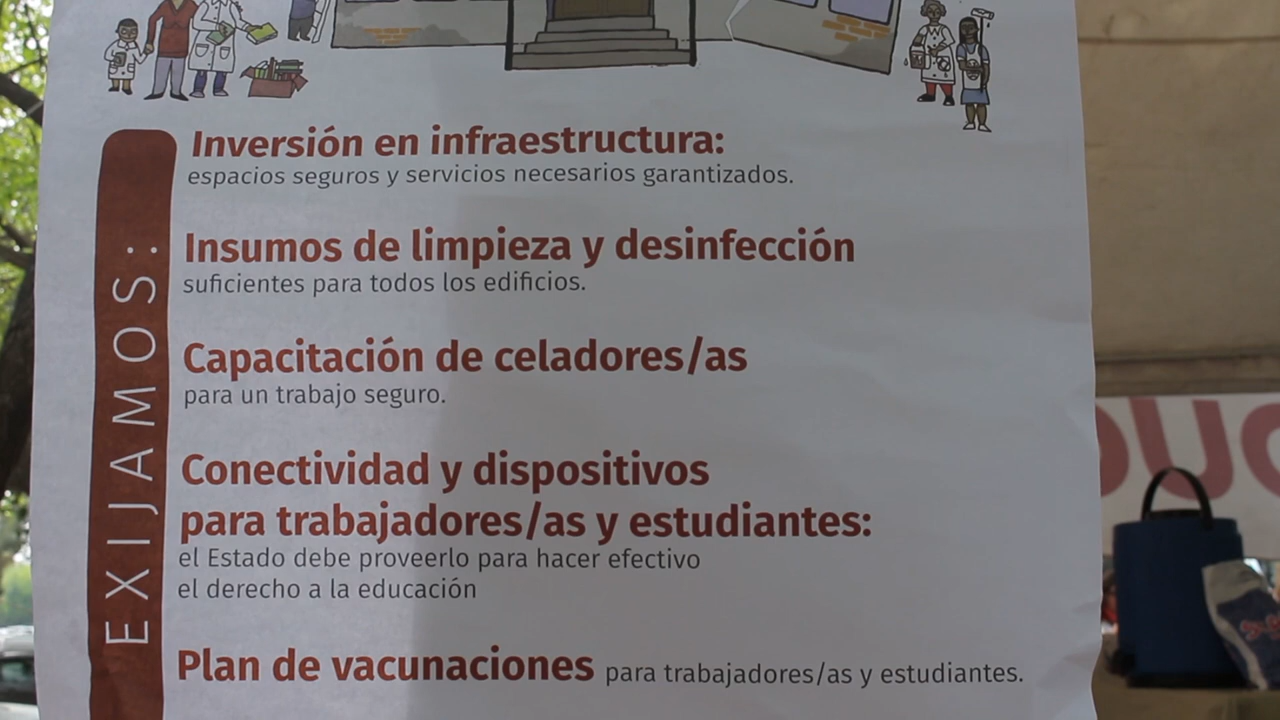 EXIJAMOS:
Inversión en infraestructura:
espacios seguros y servicios necesarios garantizados.
Insumos de limpieza y desinfección
suficientes para todos los edificios.
Capacitación de celadores/as
para un trabajo seguro.
Conectividad y dispositivos
para trabajadores/as y estudiantes:
el Estado debe proveerlo para hacer efectivo
el derecho a la educación
Plan de vacunaciones para trabajadores/as y estudiantes.